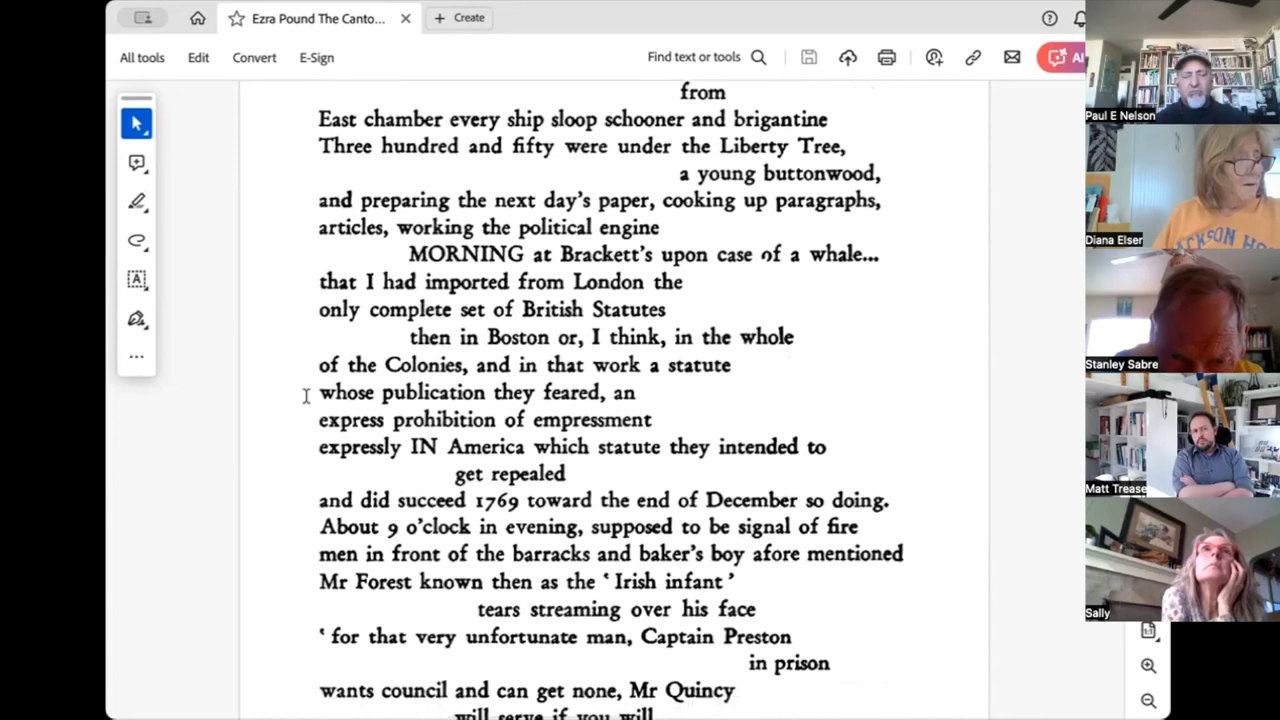 Ezra Pound The Canto...
Create
All tools
Edit
Convert
E-Sign
Find text or tools
AI
from
East chamber every ship sloop schooner and brigantine
Three hundred and fifty were under the Liberty Tree,
a young buttonwood,
and preparing the next day's paper, cooking up paragraphs,
articles, working the political engine
MORNING at Brackett's upon case of a whale...
that I had imported from London the
only complete set of British Statutes
then in Boston or, I think, in the whole
of the Colonies, and in that work a statute
whose publication they feared, an
express prohibition of empressment
expressly IN America which statute they intended to
get repealed
and did succeed 1769 toward the end of December so doing.
About 9 o'clock in evening, supposed to be signal of fire
men in front of the barracks and baker's boy afore mentioned
Mr Forest known then as the ‘Irish infant’
tears streaming over his face
‘for that very unfortunate man, Captain Preston
in prison
wants council and can get none, Mr Quincy
will serve if you will
Paul E Nelson
Diana Elser
JACKSON HO
Stanley Sabre
Matt Trease
Sally